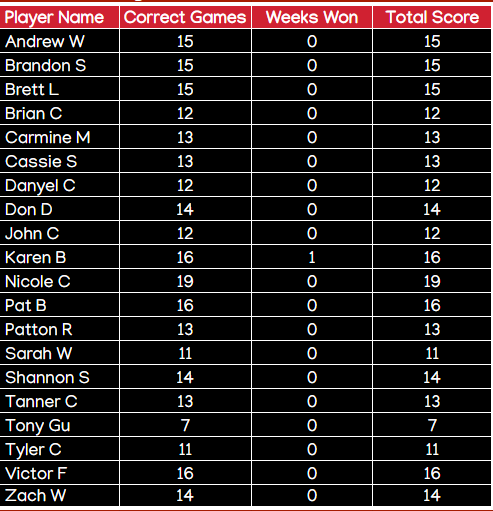 Player Name Correct Games Weeks Won Total Score
Andrew W 15 0 15
Brandon S 15 0 15
Brett L 15 0 15
Brian C 12 0 12
Carmine M 13 0 13
Cassie S 13 0 13
Danyel C 12 0 12
Don D 14 0 14
John C 12 0 12
Karen B 16 1 16
Nicole C 19 0 19
Pat B 16 0 16
Patton R 13 0 13
Sarah W 11 0 11
Shannon S 14 0 14
Tanner C 13 0 13
Tony Gu 7 0 7
Tyler C 11 0 11
Victor F 16 0 16
Zach W 14 0 14